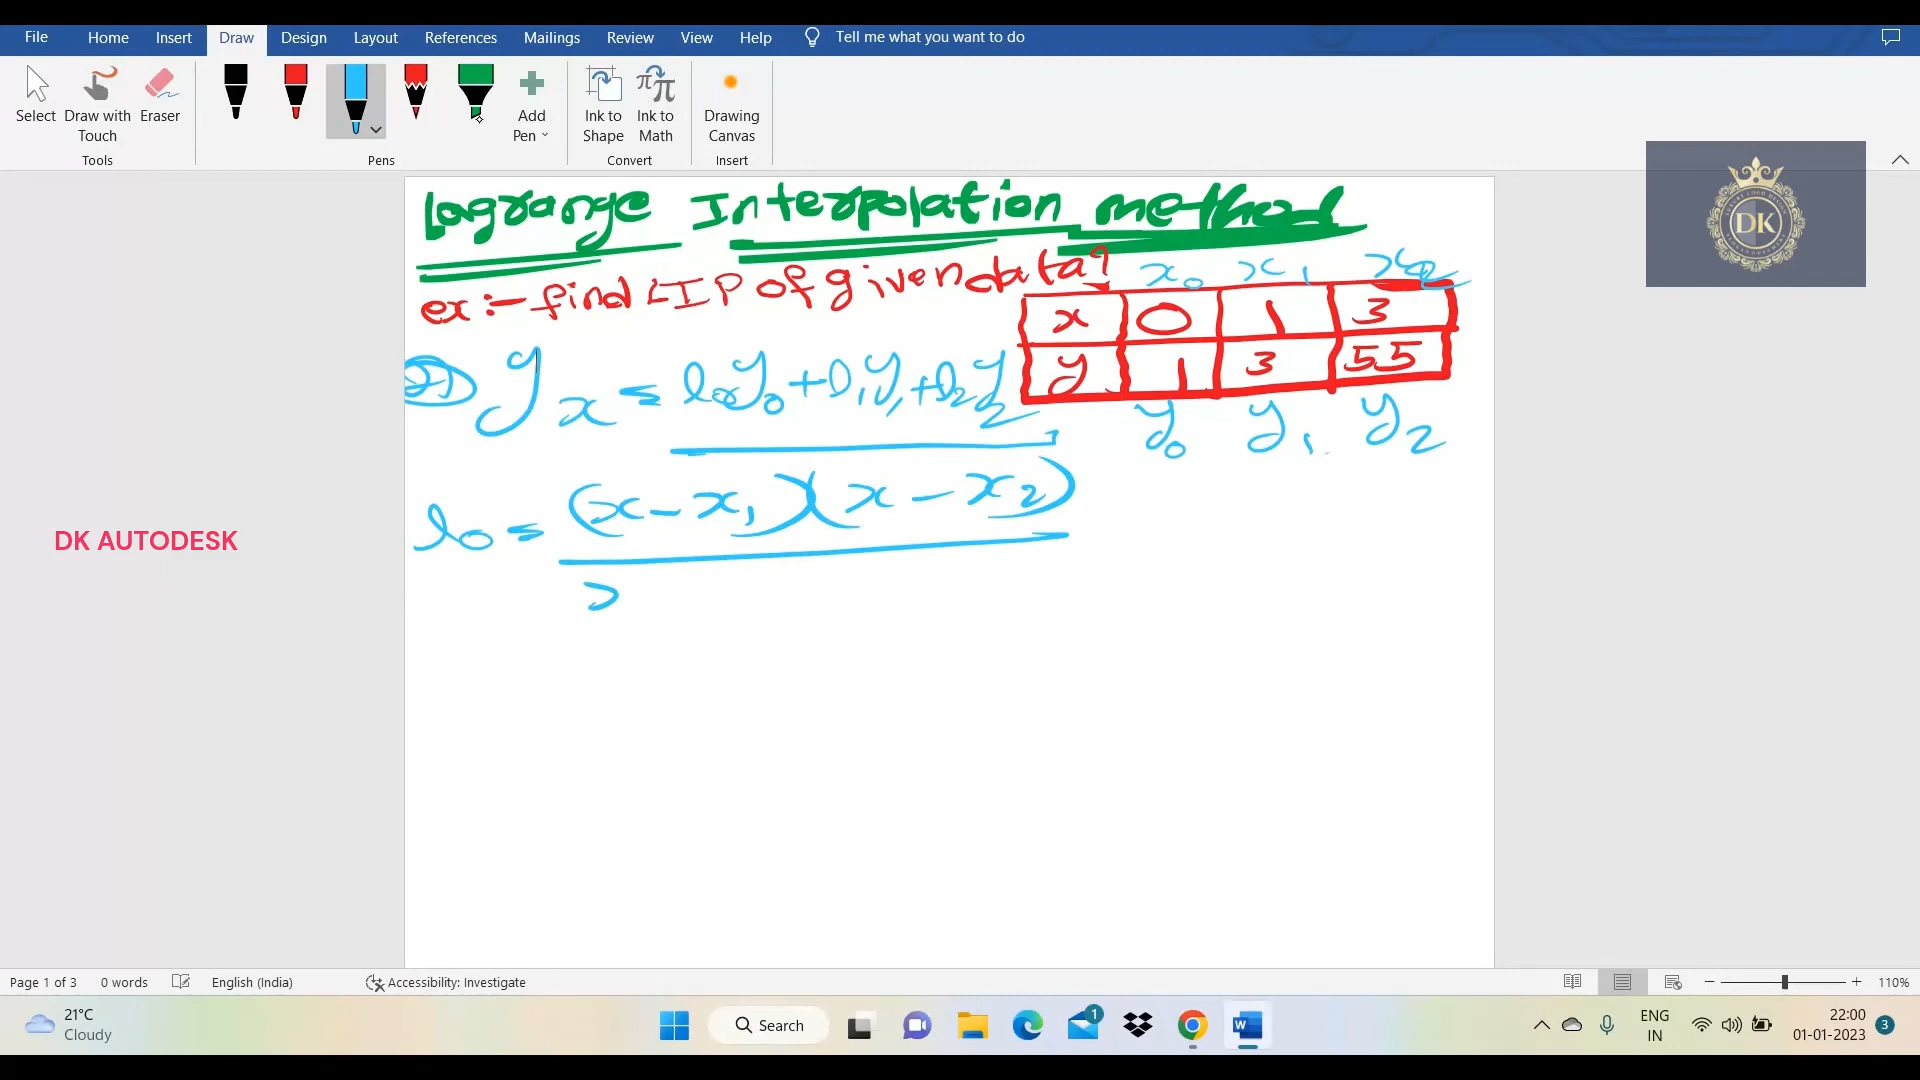 File Home Insert Draw Design Layout References Mailings Review View Help Tell me what you want to do
Select Draw with Touch Eraser Add Pen Ink to Shape Ink to Math Drawing Canvas
Tools Pens Convert Insert
DK
Lagrange Interpolation method
ex:- find LIP of given data?
x₀ x₁ x₂
x 0 1 3
y 1 3 55
y₀ y₁ y₂
yₓ = l₀y₀ + l₁y₁ + l₂y₂
l₀ = (x - x₁)(x - x₂)
DK AUTODESK
Page 1 of 3 0 words English (India) Accessibility: Investigate 110%
21°C
Cloudy
Search
1
W
ENG
IN
22:00
01-01-2023
3